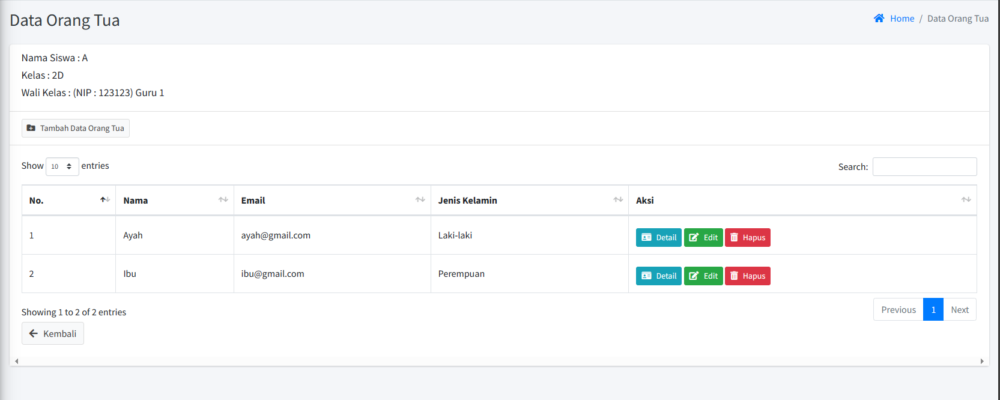 Data Orang Tua
Home / Data Orang Tua
Nama Siswa : A
Kelas : 2D
Wali Kelas : (NIP : 123123) Guru 1
Tambah Data Orang Tua
Show 10 entries
Search:
No. Nama Email Jenis Kelamin Aksi
1 Ayah ayah@gmail.com Laki-laki Detail Edit Hapus
2 Ibu ibu@gmail.com Perempuan Detail Edit Hapus
Showing 1 to 2 of 2 entries
Previous 1 Next
Kembali